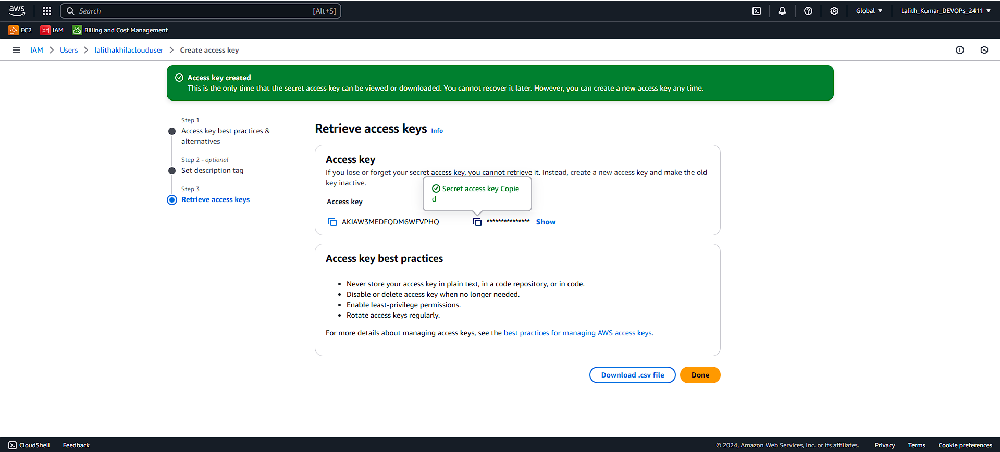 aws
Search [Alt+S]
Global
Lalith_Kumar_DEVOPs_2411
EC2 IAM Billing and Cost Management
IAM Users lalithakhilaclouduser Create access key
Access key created
This is the only time that the secret access key can be viewed or downloaded. You cannot recover it later. However, you can create a new access key any time.
Step 1
Access key best practices &
alternatives
Step 2 - optional
Set description tag
Step 3
Retrieve access keys
Retrieve access keys Info
Access key
If you lose or forget your secret access key, you cannot retrieve it. Instead, create a new access key and make the old
key inactive.
Secret access key Copie
d
Access key
AKIAW3MEDFQDM6WFVPHQ *************** Show
Access key best practices
• Never store your access key in plain text, in a code repository, or in code.
• Disable or delete access key when no longer needed.
• Enable least-privilege permissions.
• Rotate access keys regularly.
For more details about managing access keys, see the best practices for managing AWS access keys.
Download .csv file Done
CloudShell Feedback © 2024, Amazon Web Services, Inc. or its affiliates. Privacy Terms Cookie preferences